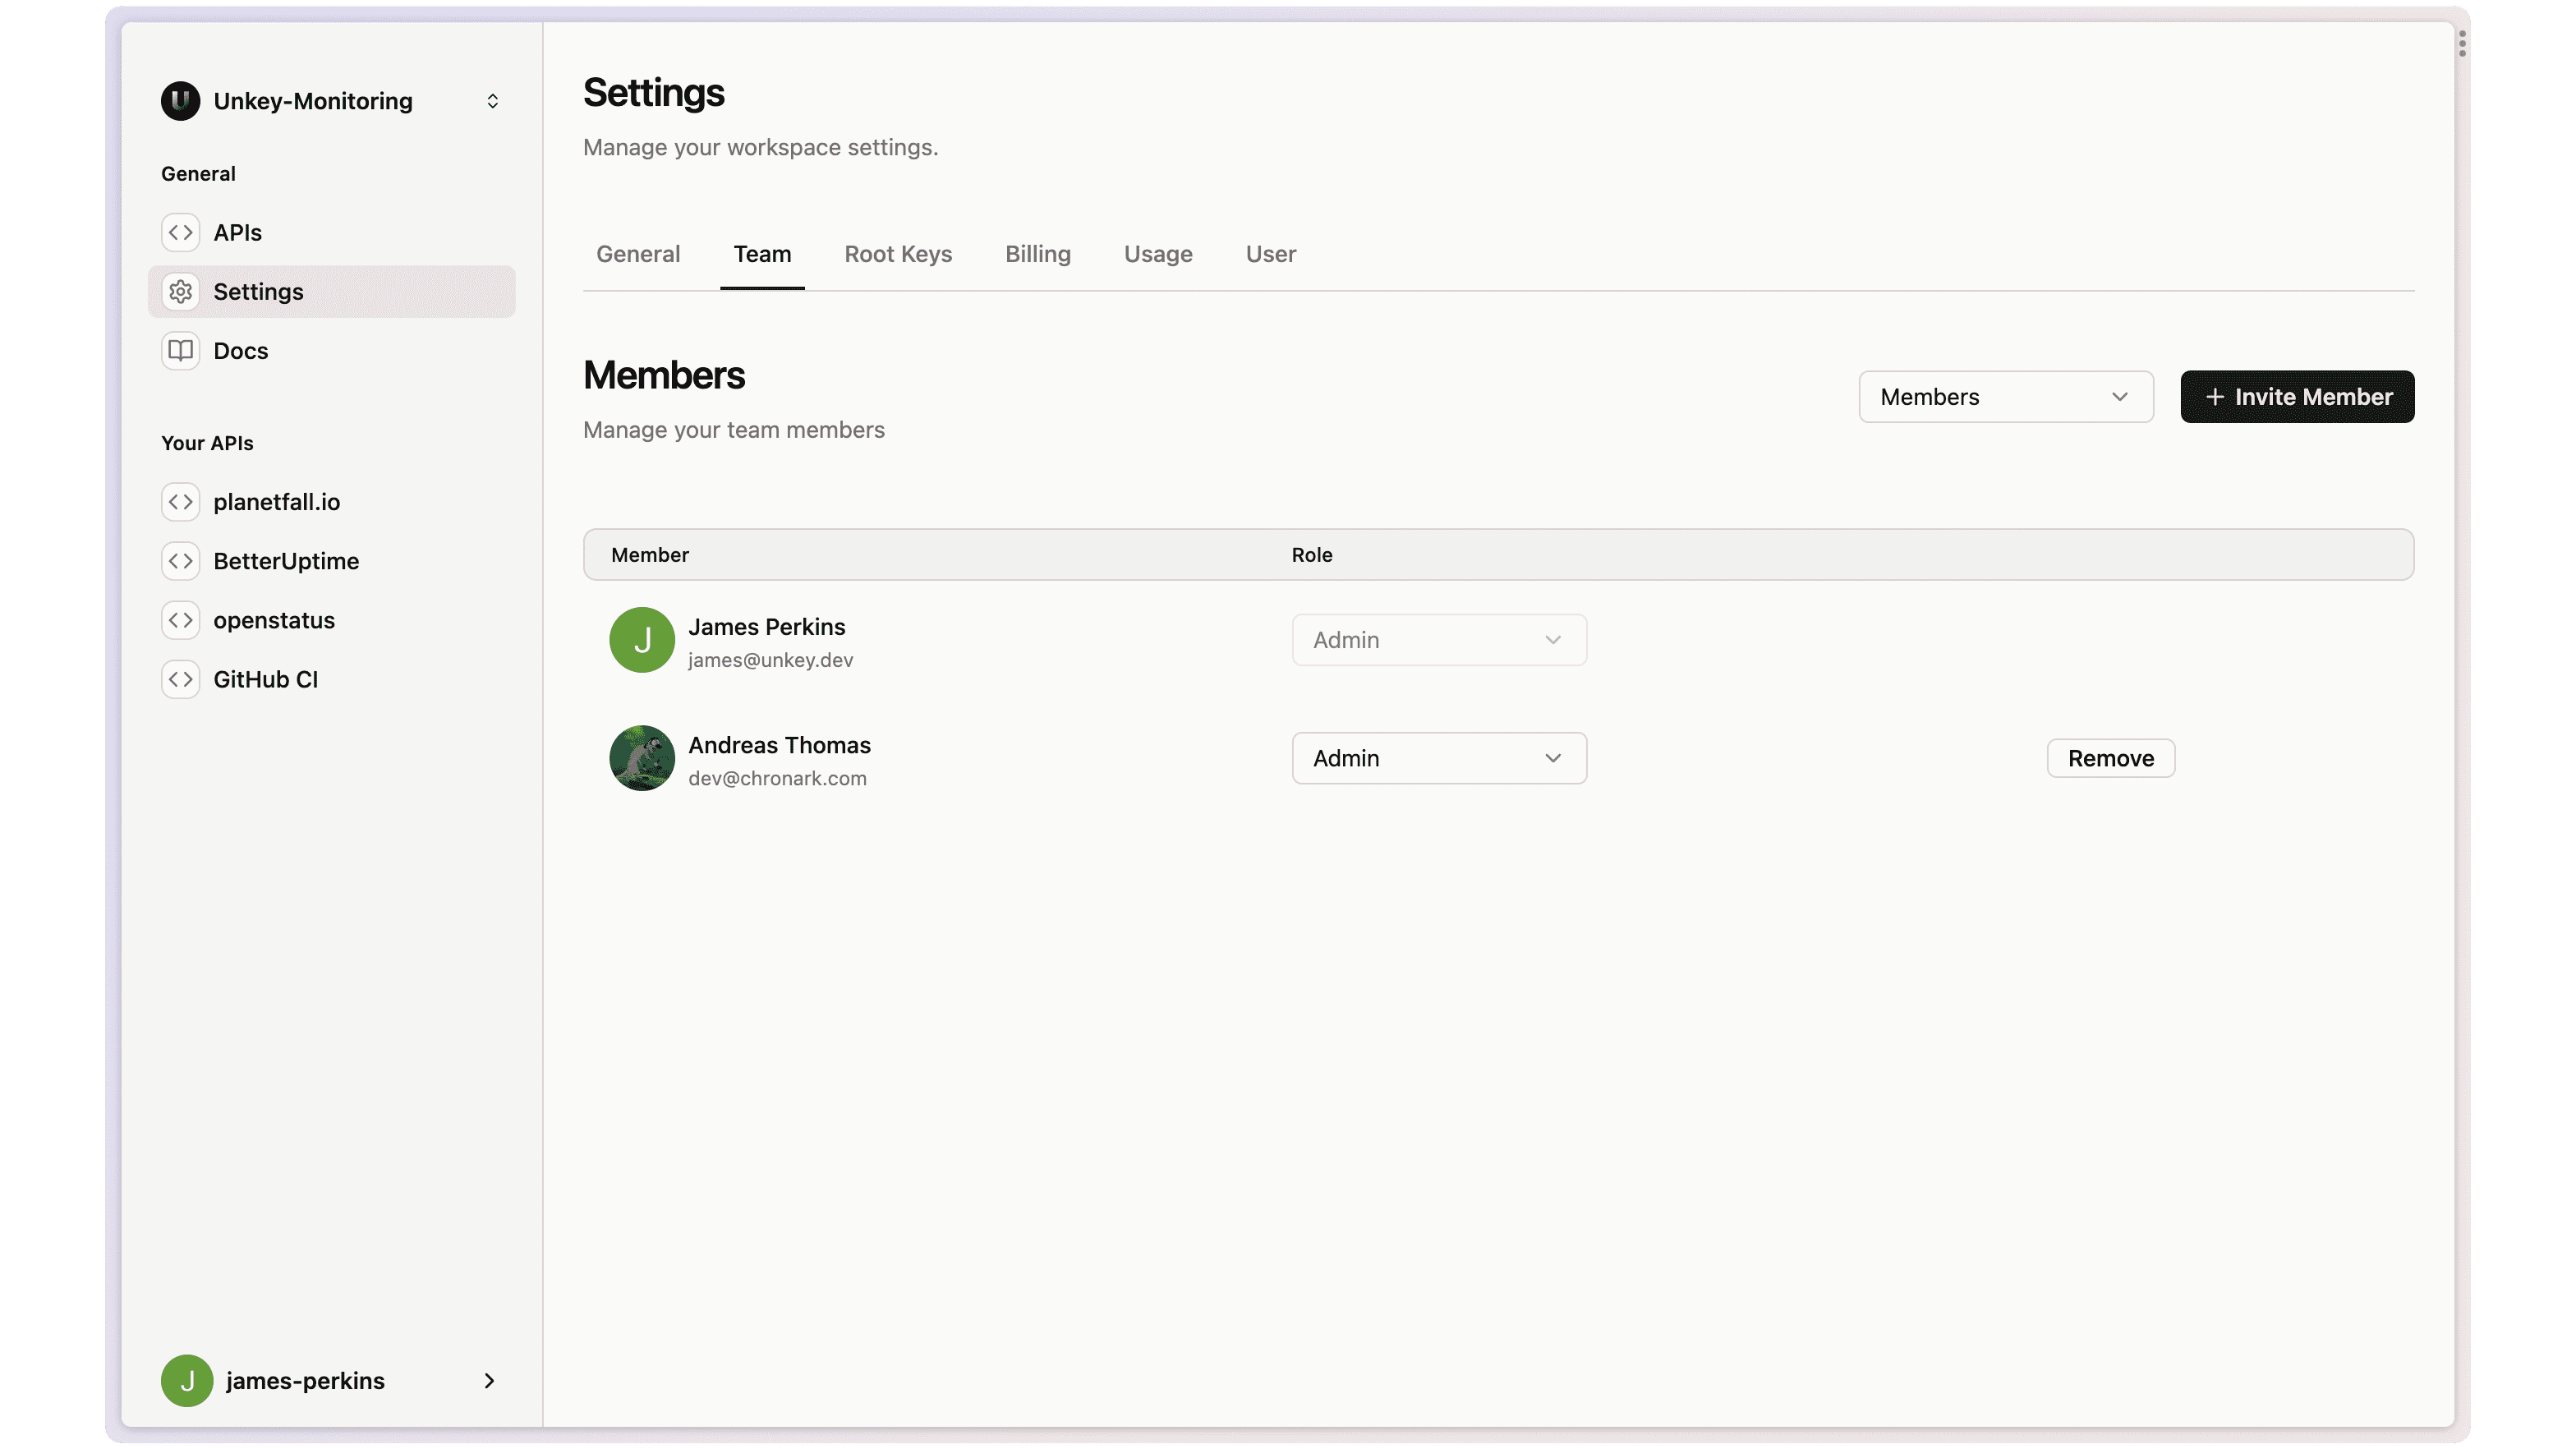 U Unkey-Monitoring
General
APIs
Settings
Docs
Your APIs
planetfall.io
BetterUptime
openstatus
GitHub CI
J james-perkins
Settings
Manage your workspace settings.
General Team Root Keys Billing Usage User
Members
Manage your team members
Members + Invite Member
Member Role
J James Perkins
james@unkey.dev
Admin
Andreas Thomas
dev@chronark.com
Admin Remove